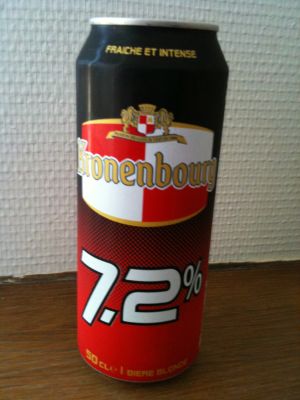 FRAICHE ET INTENSE
Kronenbourg
7.2%
50 CL e | BIERE BLONDE